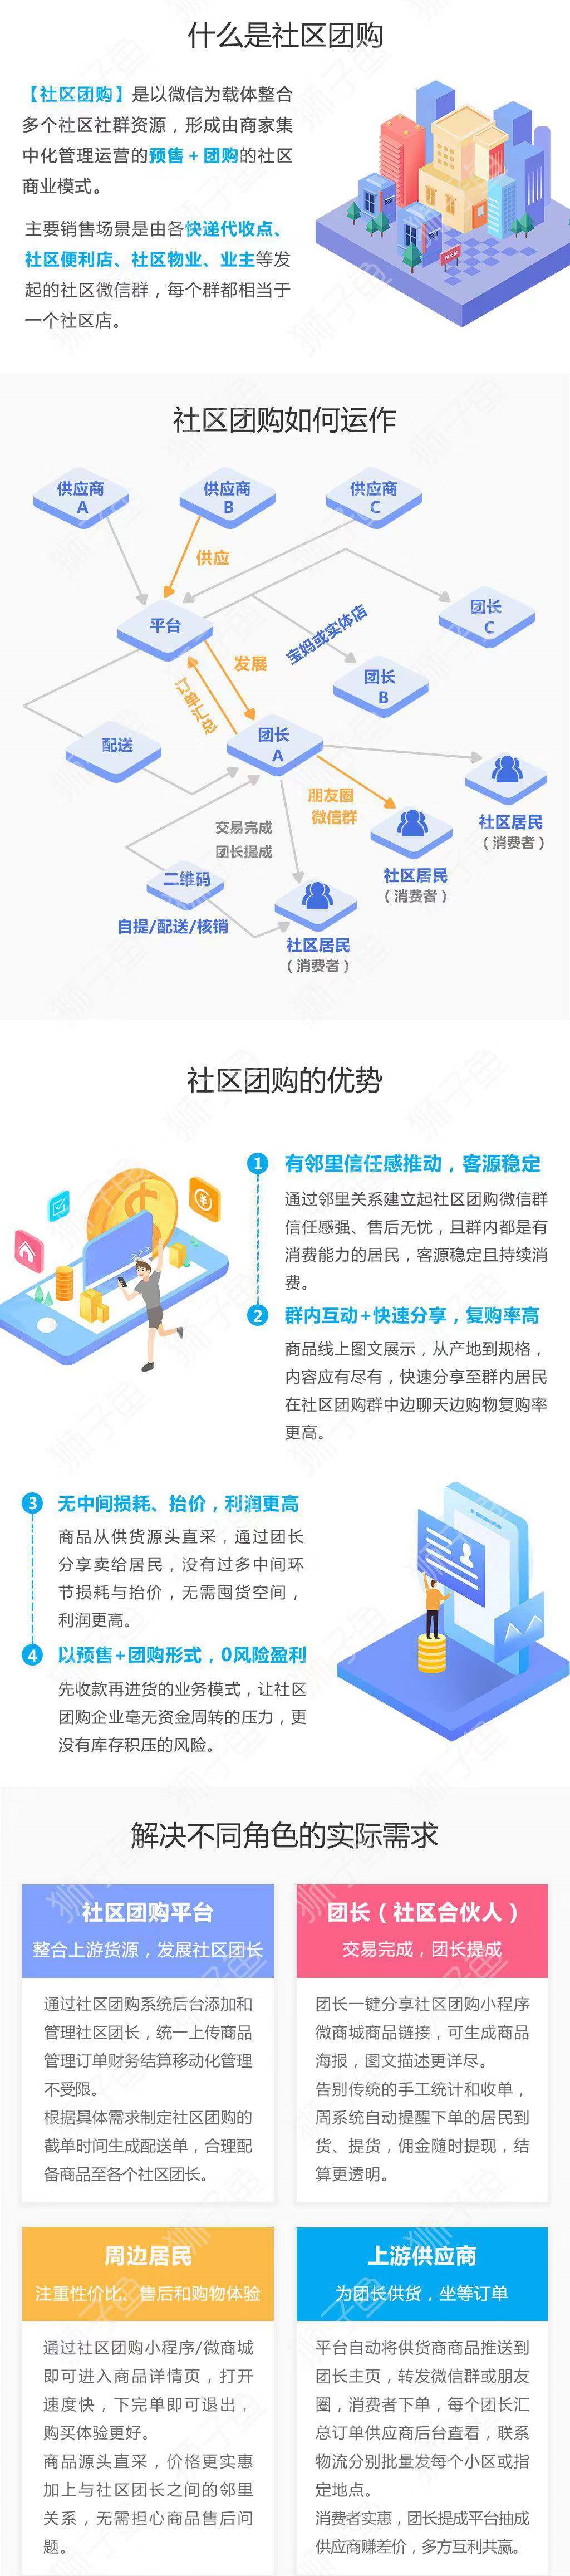 什么是社区团购
【社区团购】是以微信为载体整合
多个社区社群资源，形成由商家集
中化管理运营的预售+团购的社区
商业模式。
主要销售场景是由各快递代收点、
社区便利店、社区物业、业主等发
起的社区微信群，每个群都相当于
一个社区店。
社区团购如何运作
供应商
A
供应商
B
供应商
C
供应
平台
团长
C
宝妈或实体店
发展
团长
B
订单汇总
配送
团长
A
朋友圈
微信群
社区居民
（消费者）
交易完成
团长提成
社区居民
（消费者）
二维码
自提/配送/核销
社区居民
（消费者）
社区团购的优势
1
有邻里信任感推动，客源稳定
通过邻里关系建立起社区团购微信群
信任感强、售后无忧，且群内都是有
消费能力的居民，客源稳定且持续消
费。
2
群内互动+快速分享，复购率高
商品线上图文展示，从产地到规格，
内容应有尽有，快速分享至群内居民
在社区团购群中边聊天边购物复购率
更高。
3
无中间损耗、抬价，利润更高
商品从供货源头直采，通过团长
分享卖给居民，没有过多中间环
节损耗与抬价，无需囤货空间，
利润更高。
4
以预售+团购形式，0风险盈利
先收款再进货的业务模式，让社区
团购企业毫无资金周转的压力，更
没有库存积压的风险。
解决不同角色的实际需求
社区团购平台
整合上游货源，发展社区团长
通过社区团购系统后台添加和
管理社区团长，统一上传商品
管理订单财务结算移动化管理
不受限。
根据具体需求制定社区团购的
截单时间生成配送单，合理配
备商品至各个社区团长。
团长（社区合伙人）
交易完成，团长提成
团长一键分享社区团购小程序
微商城商品链接，可生成商品
海报，图文描述更详尽。
告别传统的手工统计和收单，
周系统自动提醒下单的居民到
货、提货，佣金随时提现，结
算更透明。
周边居民
注重性价比、售后和购物体验
通过社区团购小程序/微商城
即可进入商品详情页，打开
速度快，下完单即可退出，
购买体验更好。
商品源头直采，价格更实惠
加上与社区团长之间的邻里
关系，无需担心商品售后问
题。
上游供应商
为团长供货，坐等订单
平台自动将供货商商品推送到
团长主页，转发微信群或朋友
圈，消费者下单，每个团长汇
总订单供应商后台查看，联系
物流分别批量发每个小区或指
定地点。
消费者实惠，团长提成平台抽成
供应商赚差价，多方互利共赢。
狮子鱼